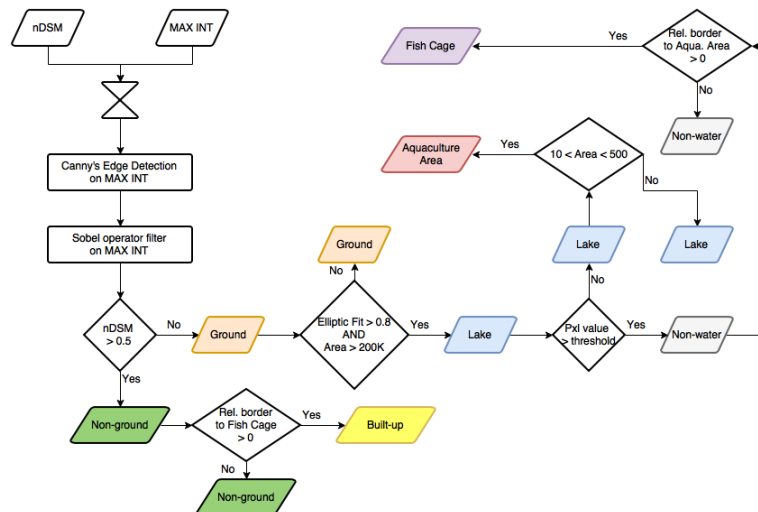 nDSM
MAX INT
Canny's Edge Detection
on MAX INT
Sobel operator filter
on MAX INT
nDSM
> 0.5
No
Yes
Ground
Elliptic Fit > 0.8
AND
Area > 200K
No
Ground
Yes
Lake
Pxl value
> threshold
Yes
Non-water
No
Lake
10 < Area < 500
Yes
Aquaculture
Area
No
Lake
Rel. border
to Aqua. Area
> 0
Yes
Fish Cage
No
Non-water
Non-ground
Rel. border
to Fish Cage
> 0
Yes
Built-up
No
Non-ground